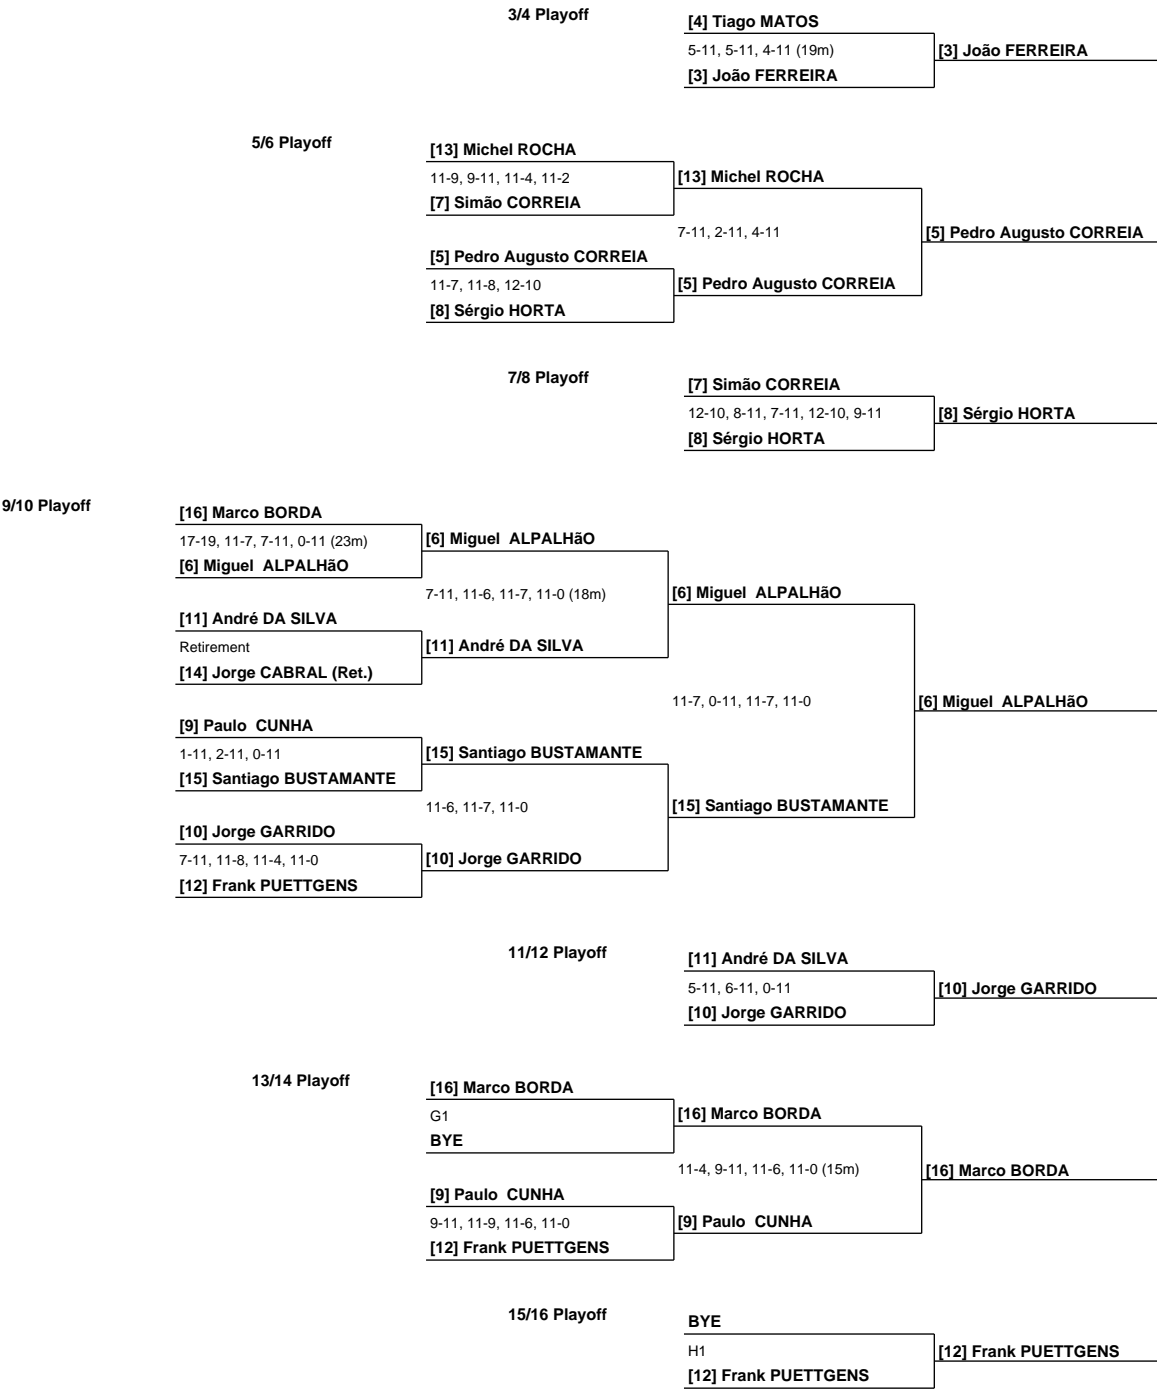 3/4 Playoff
[4] Tiago MATOS
5-11, 5-11, 4-11 (19m)
[3] João FERREIRA
[3] João FERREIRA
5/6 Playoff
[13] Michel ROCHA
11-9, 9-11, 11-4, 11-2
[13] Michel ROCHA
[7] Simão CORREIA
7-11, 2-11, 4-11
[5] Pedro Augusto CORREIA
[5] Pedro Augusto CORREIA
11-7, 11-8, 12-10
[5] Pedro Augusto CORREIA
[8] Sérgio HORTA
7/8 Playoff
[7] Simão CORREIA
12-10, 8-11, 7-11, 12-10, 9-11
[8] Sérgio HORTA
[8] Sérgio HORTA
9/10 Playoff
[16] Marco BORDA
17-19, 11-7, 7-11, 0-11 (23m)
[6] Miguel  ALPALHãO
[6] Miguel  ALPALHãO
7-11, 11-6, 11-7, 11-0 (18m)
[6] Miguel  ALPALHãO
[11] André DA SILVA
Retirement
[11] André DA SILVA
[14] Jorge CABRAL (Ret.)
11-7, 0-11, 11-7, 11-0
[6] Miguel  ALPALHãO
[9] Paulo  CUNHA
1-11, 2-11, 0-11
[15] Santiago BUSTAMANTE
[15] Santiago BUSTAMANTE
11-6, 11-7, 11-0
[15] Santiago BUSTAMANTE
[10] Jorge GARRIDO
7-11, 11-8, 11-4, 11-0
[10] Jorge GARRIDO
[12] Frank PUETTGENS
11/12 Playoff
[11] André DA SILVA
5-11, 6-11, 0-11
[10] Jorge GARRIDO
[10] Jorge GARRIDO
13/14 Playoff
[16] Marco BORDA
G1
[16] Marco BORDA
BYE
11-4, 9-11, 11-6, 11-0 (15m)
[16] Marco BORDA
[9] Paulo  CUNHA
9-11, 11-9, 11-6, 11-0
[9] Paulo  CUNHA
[12] Frank PUETTGENS
15/16 Playoff
BYE
H1
[12] Frank PUETTGENS
[12] Frank PUETTGENS